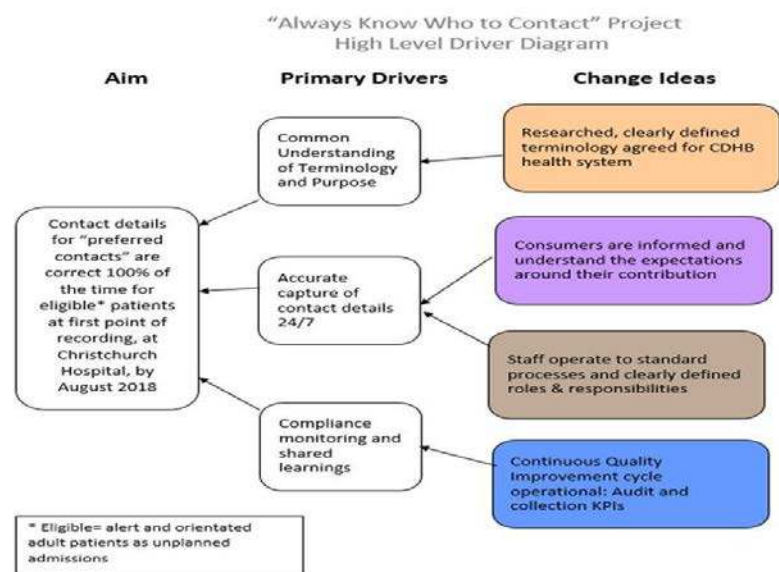 “Always Know Who to Contact” Project
High Level Driver Diagram
Aim
Primary Drivers
Change Ideas
Common
Understanding
of Terminology
and Purpose
Researched, clearly defined
terminology agreed for CDHB
health system
Contact details
for “preferred
contacts” are
correct 100% of
the time for
eligible* patients
at first point of
recording, at
Christchurch
Hospital, by
August 2018
Accurate
capture of
contact details
24/7
Consumers are informed and
understand the expectations
around their contribution
Staff operate to standard
processes and clearly defined
roles & responsibilities
Compliance
monitoring and
shared
learnings
Continuous Quality
Improvement cycle
operational: Audit and
collection KPIs
* Eligible= alert and orientated
adult patients as unplanned
admissions